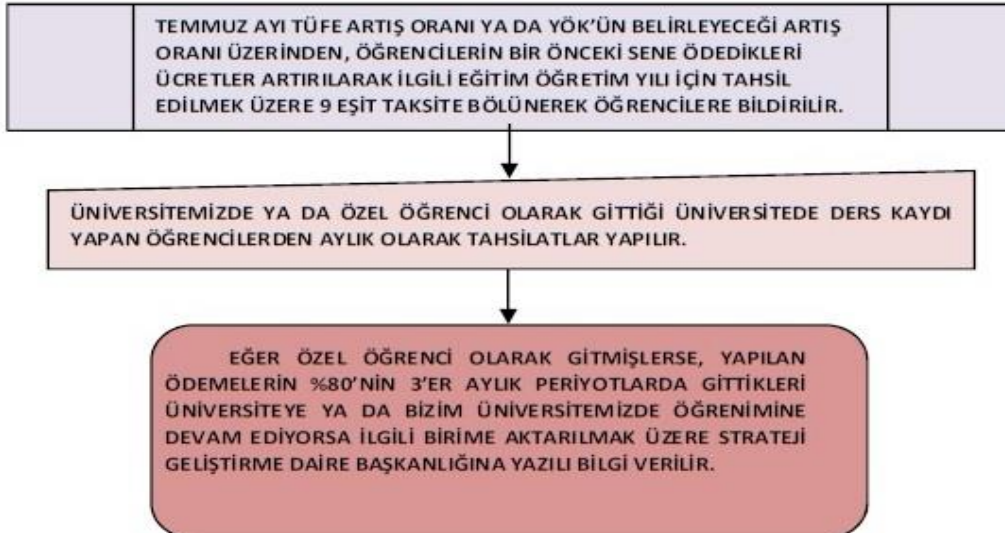 TEMMUZ AYI TÜFE ARTIŞ ORANI YA DA YÖK'ÜN BELİRLEYECEĞİ ARTIŞ
ORANI ÜZERİNDEN, ÖĞRENCİLERİN BİR ÖNCEKİ SENE ÖDEDİKLERİ
ÜCRETLER ARTIRILARAK İLGİLİ EĞİTİM ÖĞRETİM YILI İÇİN TAHSİL
EDİLMEK ÜZERE 9 EŞİT TAKSİTE BÖLÜNEREK ÖĞRENCİLERE BİLDİRİLİR.
ÜNİVERSİTEMİZDE YA DA ÖZEL ÖĞRENCİ OLARAK GİTTİĞİ ÜNİVERSİTEDE DERS KAYDI
YAPAN ÖĞRENCİLERDEN AYLIK OLARAK TAHSİLATLAR YAPILIR.
EĞER ÖZEL ÖĞRENCİ OLARAK GİTMİŞLERSE, YAPILAN
ÖDEMELERİN %80'NİN 3'ER AYLIK PERİYOTLARDA GİTTİKLERİ
ÜNİVERSİTEYE YA DA BİZİM ÜNİVERSİTEMİZDE ÖĞRENİMİNE
DEVAM EDİYORSA İLGİLİ BİRİME AKTARILMAK ÜZERE STRATEJİ
GELİŞTİRME DAİRE BAŞKANLIĞINA YAZILI BİLGİ VERİLİR.